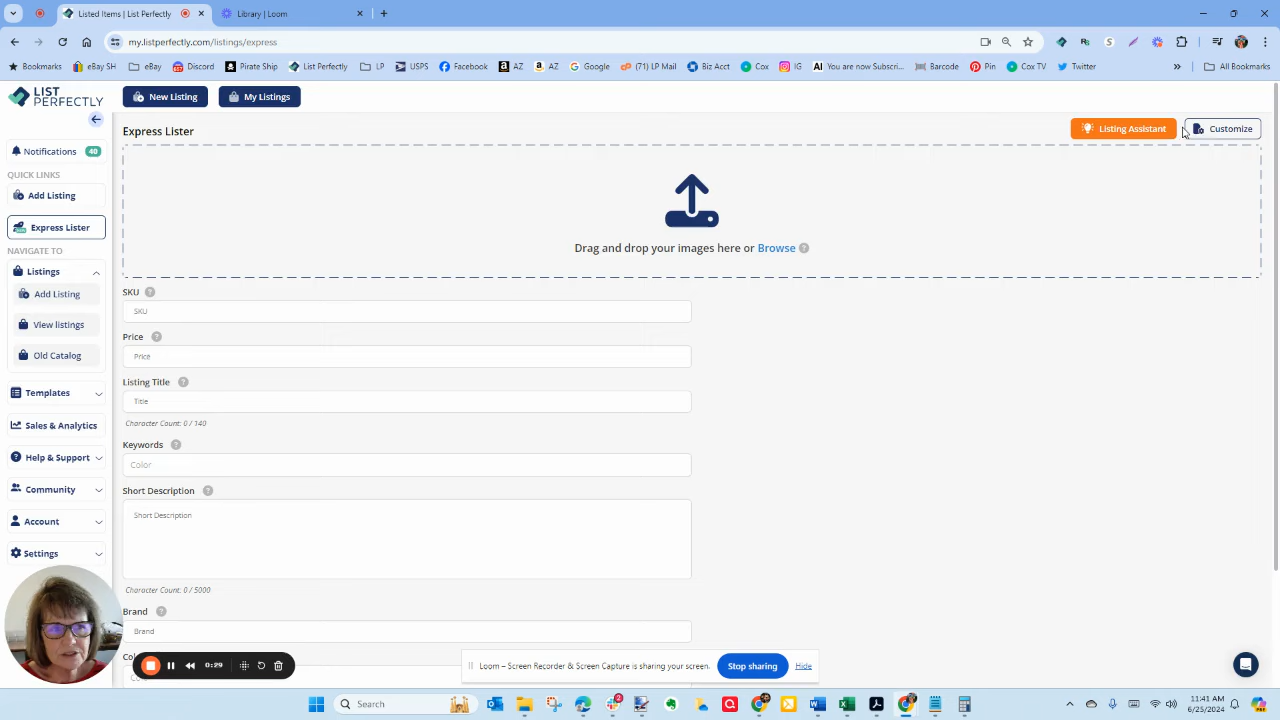 List Perfectly
Library | Loom
my.listperfectly.com/listings/express
Bookmarks
eBay SH
eBay
Discord
Pirate Ship
List Perfectly
LP
USPS
Facebook
AZ
AZ
Google
(71) LP Mail
Biz Acct
Cox
IG
You are now Subscri...
Barcode
Pin
Cox TV
Twitter
All Bookmarks
LIST
PERFECTLY
New Listing
My Listings
Notifications 40
QUICK LINKS
Add Listing
Express Lister
NAVIGATE TO
Listings
Add Listing
View listings
Old Catalog
Templates
Sales & Analytics
Help & Support
Community
Account
Settings
Express Lister
Listing Assistant
Customize
Drag and drop your images here or Browse
SKU
SKU
Price
Price
Listing Title
Title
Character Count: 0 / 140
Keywords
Color
Short Description
Short Description
Character Count: 0 / 5000
Brand
Brand
0:29
Loom – Screen Recorder & Screen Capture is sharing your screen.
Stop sharing
Hide
Search
11:41 AM
6/25/2024